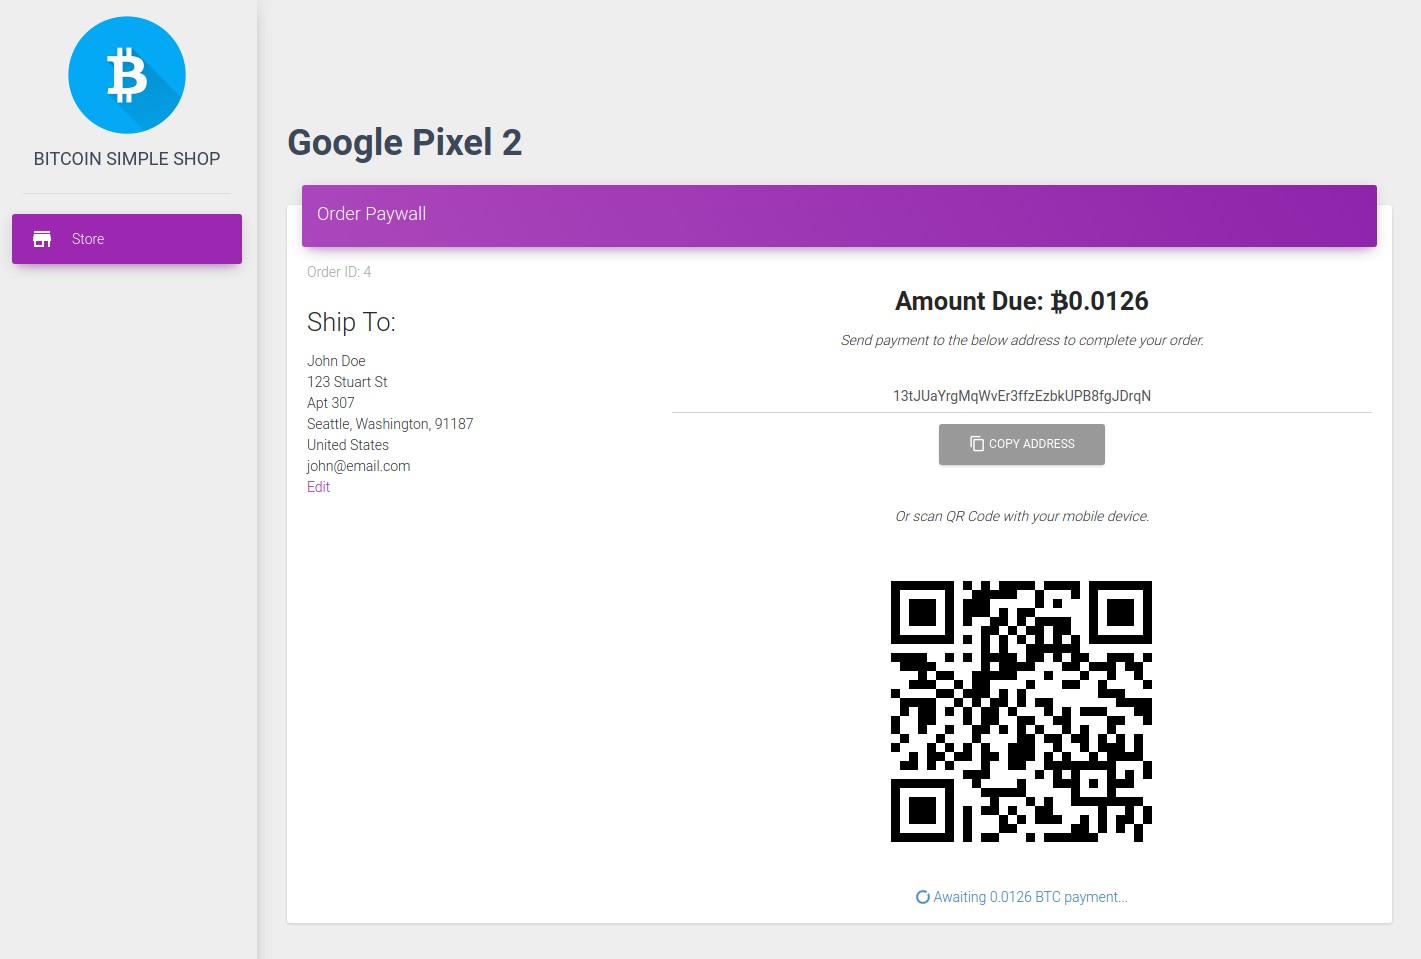 BITCOIN SIMPLE SHOP
Store
Google Pixel 2
Order Paywall
Order ID: 4
Ship To:
John Doe
123 Stuart St
Apt 307
Seattle, Washington, 91187
United States
john@email.com
Edit
Amount Due: ₿0.0126
Send payment to the below address to complete your order.
13tJUaYrgMqWvEr3ffzEzbkUPB8fgJDrqN
COPY ADDRESS
Or scan QR Code with your mobile device.
Awaiting 0.0126 BTC payment...